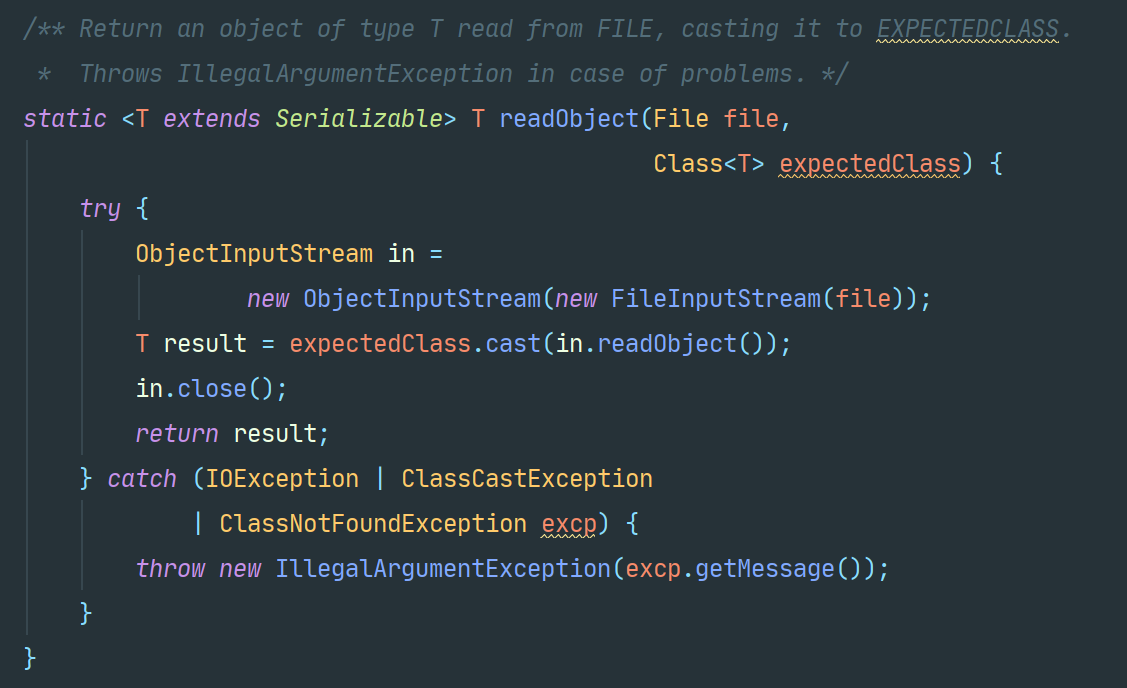 /** Return an object of type T read from FILE, casting it to EXPECTEDCLASS.
 *  Throws IllegalArgumentException in case of problems. */
static <T extends Serializable> T readObject(File file,
                                             Class<T> expectedClass) {
    try {
        ObjectInputStream in =
                new ObjectInputStream(new FileInputStream(file));
        T result = expectedClass.cast(in.readObject());
        in.close();
        return result;
    } catch (IOException | ClassCastException
            | ClassNotFoundException excp) {
        throw new IllegalArgumentException(excp.getMessage());
    }
}